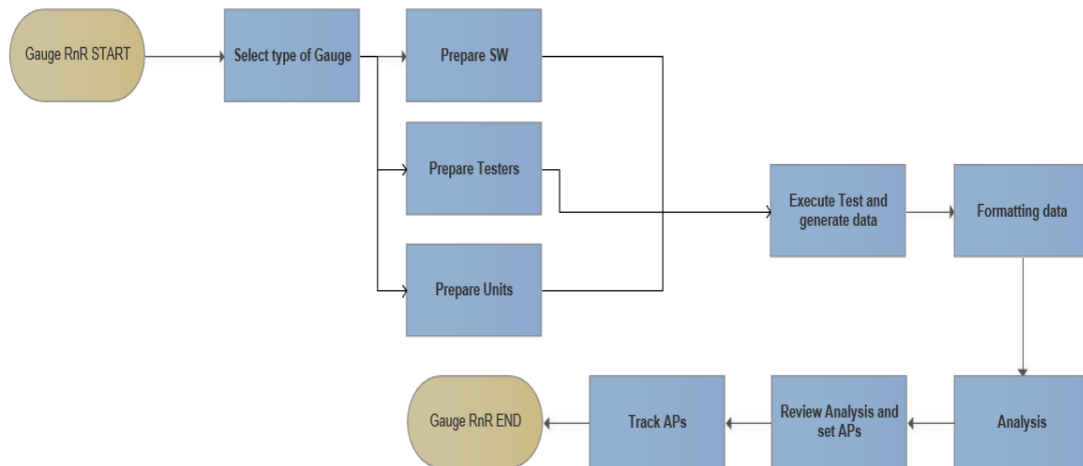 Gauge RnR START
Select type of Gauge
Prepare SW
Prepare Testers
Prepare Units
Execute Test and
generate data
Formatting data
Analysis
Review Analysis and
set APs
Track APs
Gauge RnR END